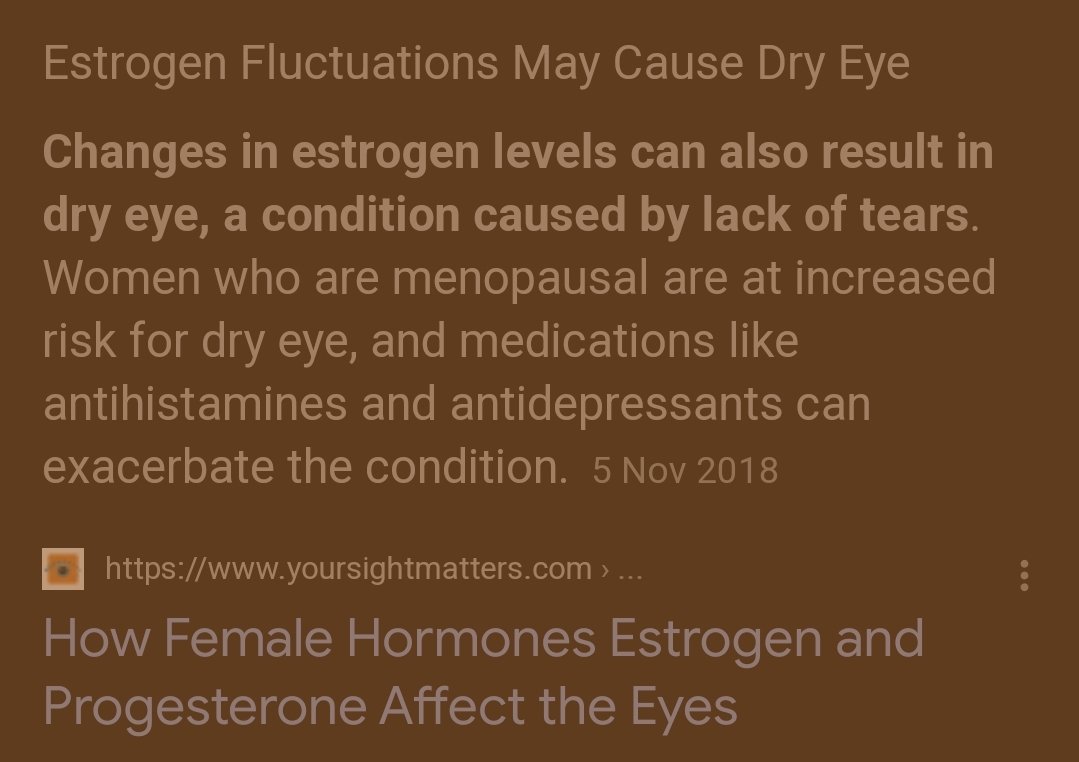 Estrogen Fluctuations May Cause Dry Eye
Changes in estrogen levels can also result in
dry eye, a condition caused by lack of tears.
Women who are menopausal are at increased
risk for dry eye, and medications like
antihistamines and antidepressants can
exacerbate the condition. 5 Nov 2018
https://www.yoursightmatters.com › ...
How Female Hormones Estrogen and
Progesterone Affect the Eyes